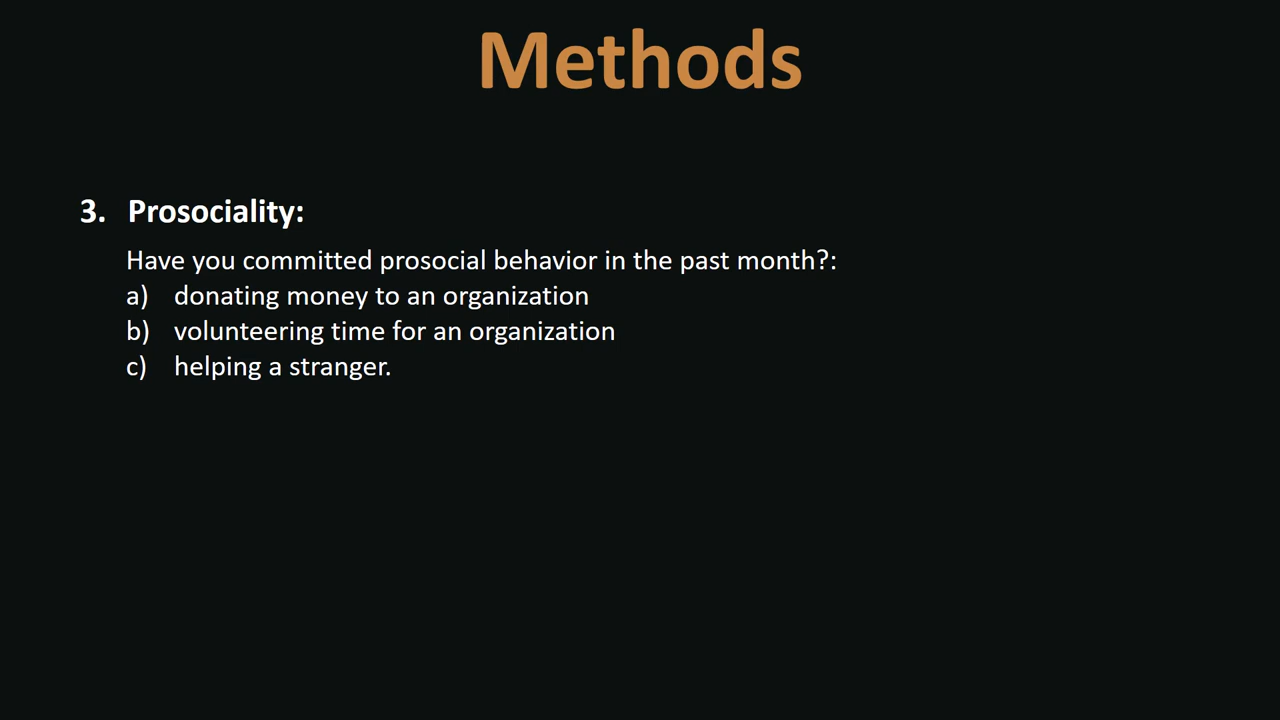 Methods
3. Prosociality:
Have you committed prosocial behavior in the past month?:
a) donating money to an organization
b) volunteering time for an organization
c) helping a stranger.